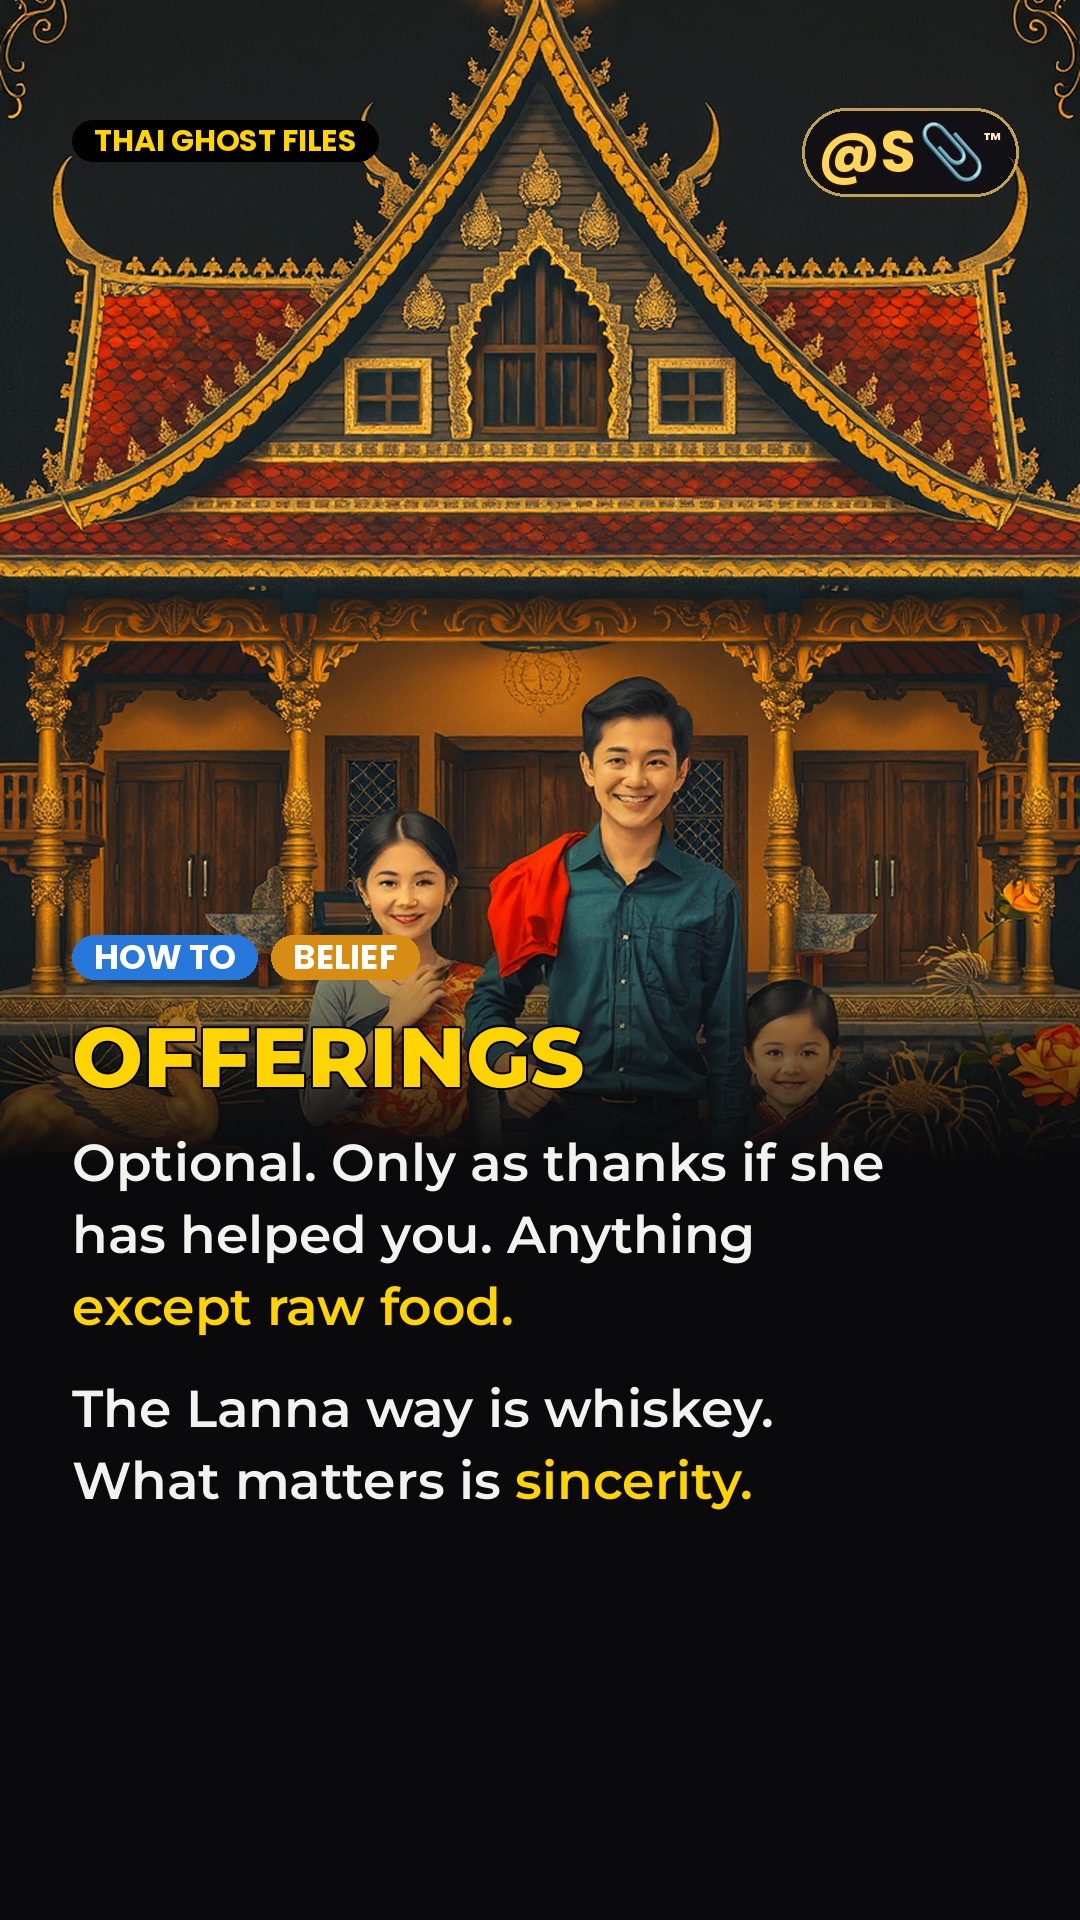 THAI GHOST FILES
@S📎™
HOW TO
BELIEF
OFFERINGS
Optional. Only as thanks if she
has helped you. Anything
except raw food.
The Lanna way is whiskey.
What matters is sincerity.